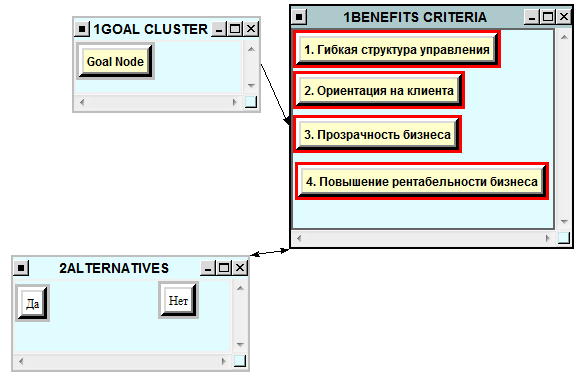 1GOAL CLUSTER
Goal Node
1BENEFITS CRITERIA
1. Гибкая структура управления
2. Ориентация на клиента
3. Прозрачность бизнеса
4. Повышение рентабельности бизнеса
2ALTERNATIVES
Да
Нет